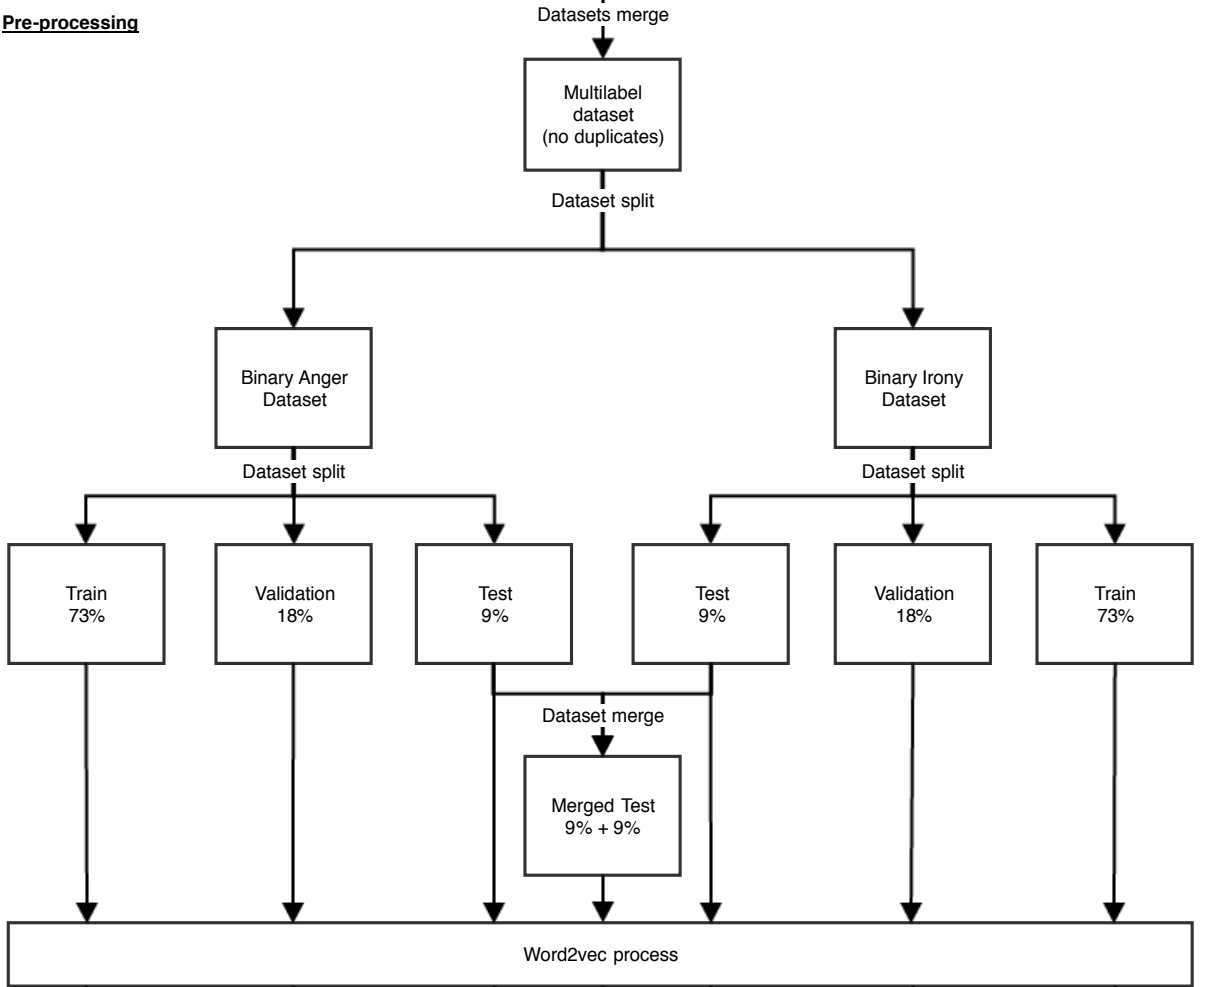 Pre-processing
Datasets merge
Multilabel
dataset
(no duplicates)
Dataset split
Binary Anger
Dataset
Binary Irony
Dataset
Dataset split
Dataset split
Train
73%
Validation
18%
Test
9%
Test
9%
Validation
18%
Train
73%
Dataset merge
Merged Test
9% + 9%
Word2vec process